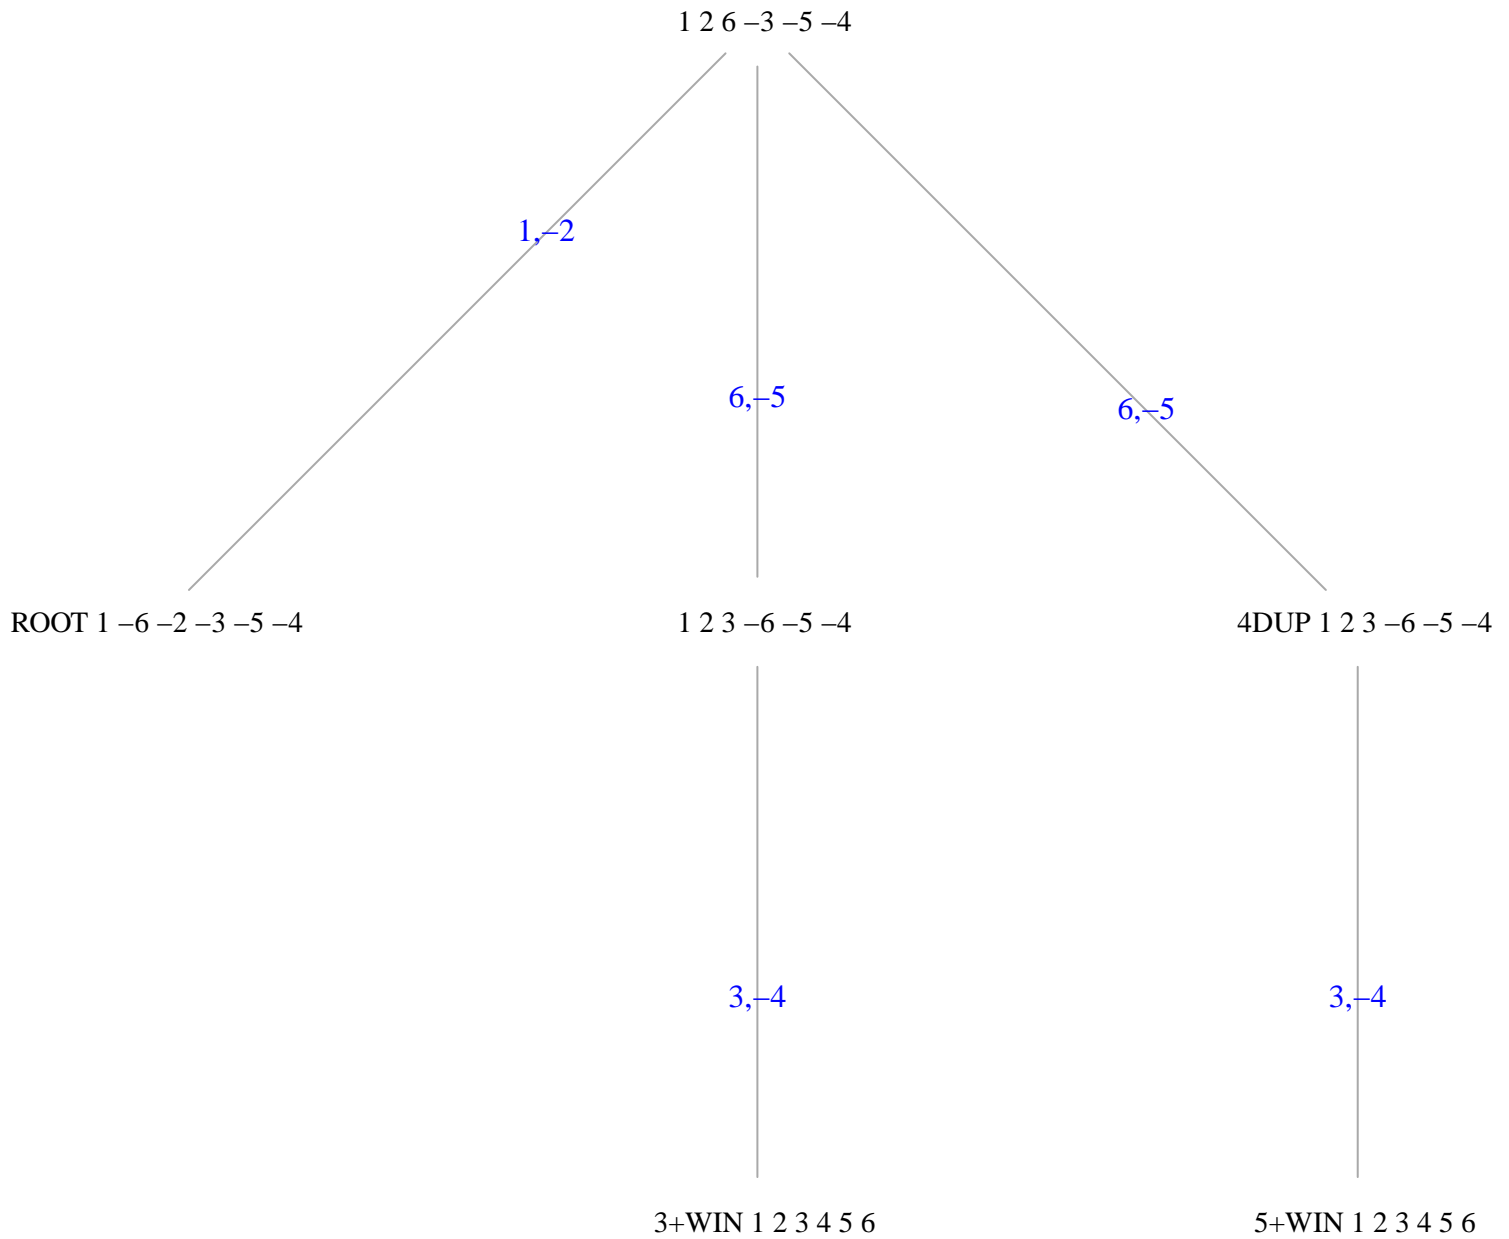 1 2 6 –3 –5 –4
1,–2
6,–5
6,–5
ROOT 1 –6 –2 –3 –5 –4
1 2 3 –6 –5 –4
4DUP 1 2 3 –6 –5 –4
3,–4
3,–4
3+WIN 1 2 3 4 5 6
5+WIN 1 2 3 4 5 6